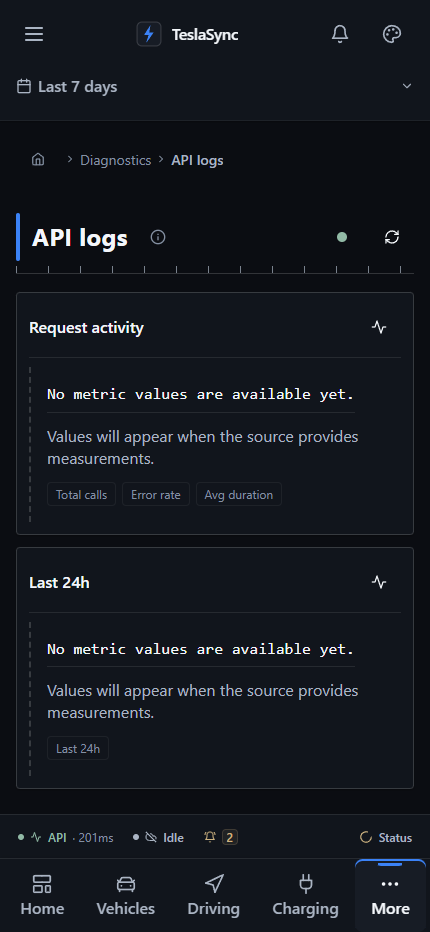 TeslaSync
Last 7 days
Diagnostics API logs
API logs
Request activity
No metric values are available yet.
Values will appear when the source provides
measurements.
Total calls Error rate Avg duration
Last 24h
No metric values are available yet.
Values will appear when the source provides
measurements.
Last 24h
API · 201ms Idle 2 Status
Home Vehicles Driving Charging More